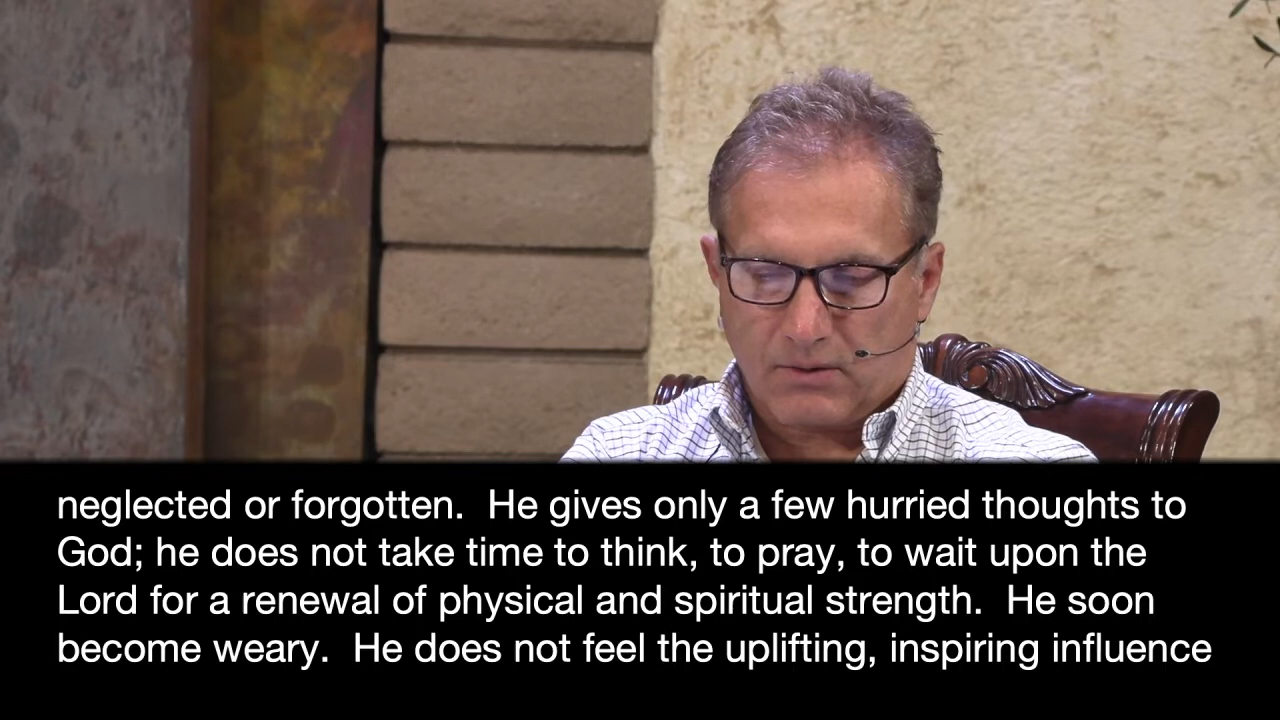 neglected or forgotten.  He gives only a few hurried thoughts to
God; he does not take time to think, to pray, to wait upon the
Lord for a renewal of physical and spiritual strength.  He soon
become weary.  He does not feel the uplifting, inspiring influence